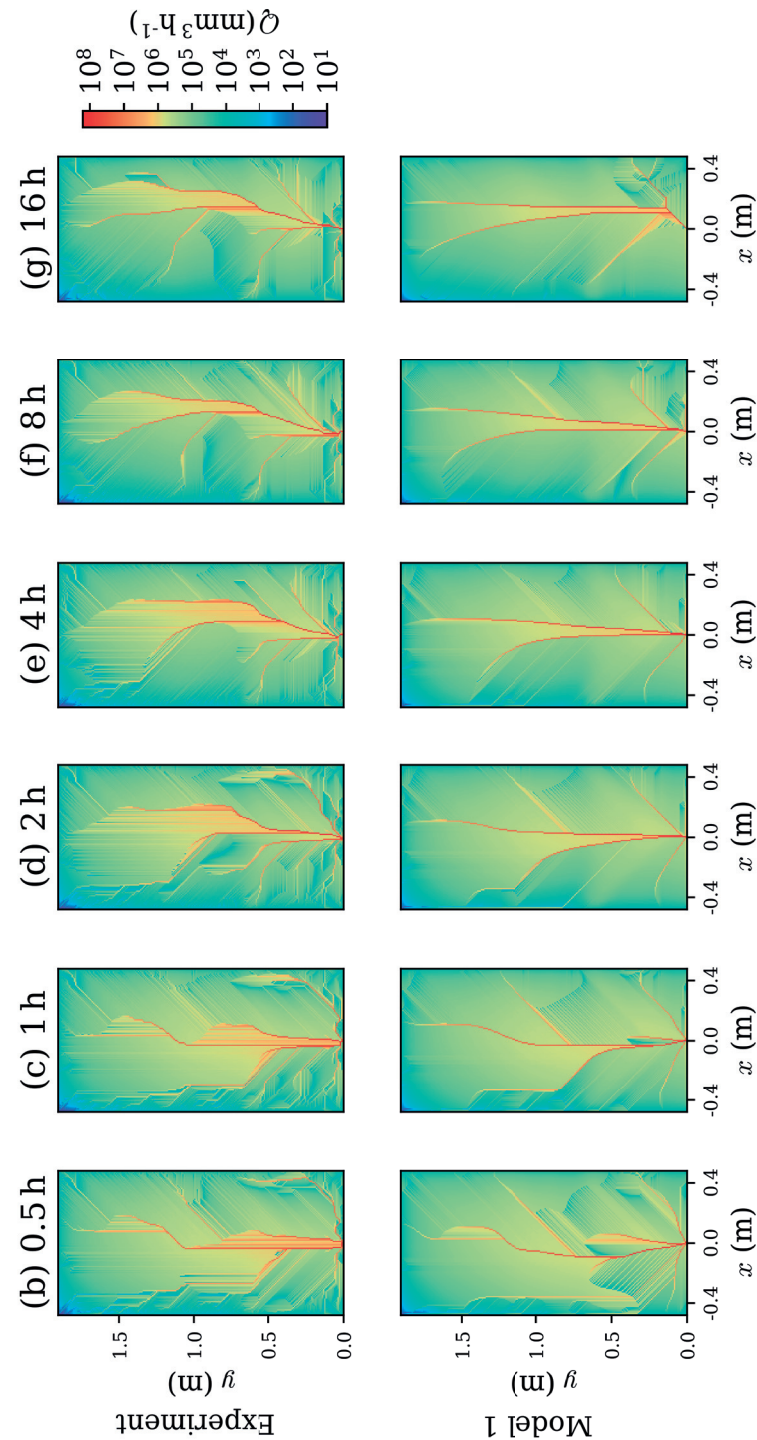 (b) 0.5 h
(c) 1 h
(d) 2 h
(e) 4 h
(f) 8 h
(g) 16 h
Experiment
y (m)
1.5
1.0
0.5
0.0
Q(mm³h⁻¹)
10⁸
10⁷
10⁶
10⁵
10⁴
10³
10²
10¹
Model 1
y (m)
1.5
1.0
0.5
0.0
-0.4 0.0 0.4
x (m)
-0.4 0.0 0.4
x (m)
-0.4 0.0 0.4
x (m)
-0.4 0.0 0.4
x (m)
-0.4 0.0 0.4
x (m)
-0.4 0.0 0.4
x (m)